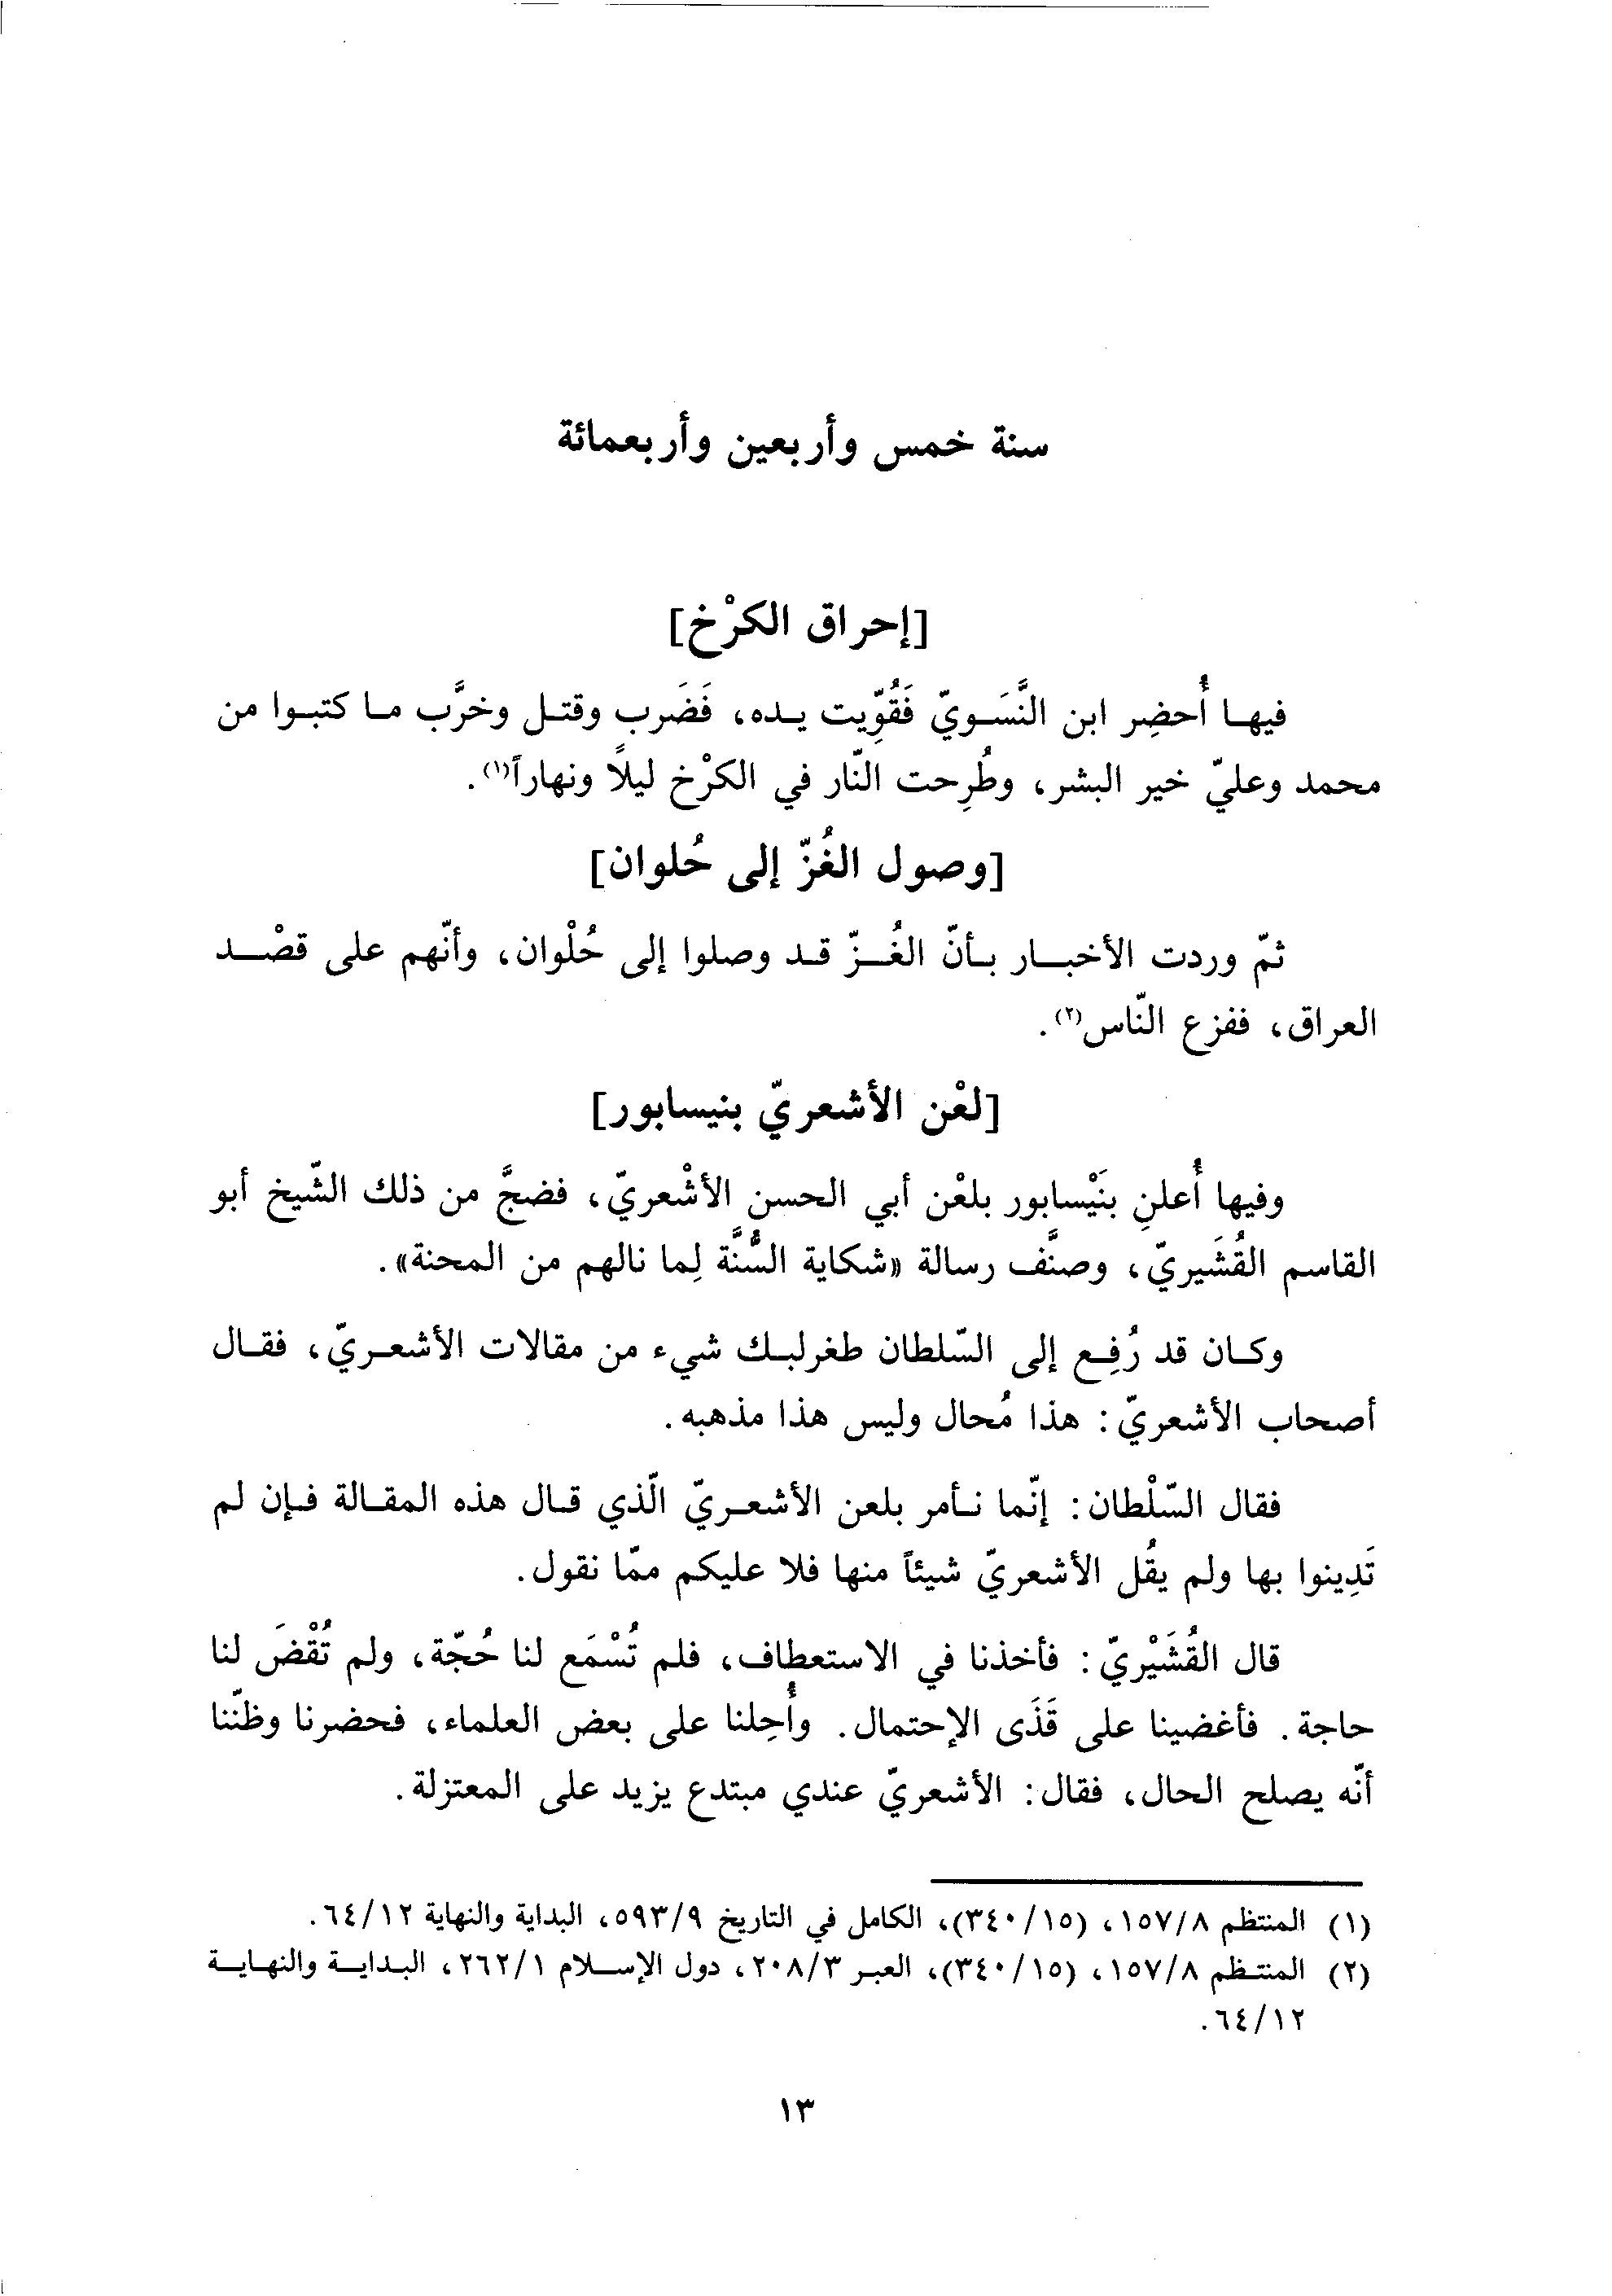 سنة خمس وأربعين وأربعمائة
[إحراق الكرْخ]
فيها أُحضِر ابن النَّسَويّ فَقُوِّيت يده، فَضَرب وقتل وخرَّب ما كتبوا من
محمد وعليّ خير البشر، وطُرِحت النّار في الكرْخ ليلاً ونهاراً(١).
[وصول الغُزّ إلى حُلوان]
ثمّ وردت الأخبار بأنّ الغُزّ قد وصلوا إلى حُلْوان، وأنّهم على قصْد
العراق، ففزع النّاس(٢).
[لعْن الأشعريّ بنيسابور]
وفيها أُعلن بنَيْسابور بلعْن أبي الحسن الأشْعريّ، فضجَّ من ذلك الشّيخ أبو
القاسم القُشَيريّ، وصنَّف رسالة «شكاية السُّنَّة لِما نالهم من المحنة».
وكان قد رُفِع إلى السّلطان طغرلبك شيء من مقالات الأشعريّ، فقال
أصحاب الأشعريّ: هذا مُحال وليس هذا مذهبه.
فقال السّلْطان: إنّما نأمر بلعن الأشعريّ الّذي قال هذه المقالة فإن لم
تَدِينوا بها ولم يقُل الأشعريّ شيئاً منها فلا عليكم ممّا نقول.
قال القُشَيْريّ: فأخذنا في الاستعطاف، فلم تُسْمَع لنا حُجّة، ولم تُقْضَ لنا
حاجة. فأغضينا على قَذَى الإحتمال. وأُحِلنا على بعض العلماء، فحضرنا وظنّنا
أنّه يصلح الحال، فقال: الأشعريّ عندي مبتدع يزيد على المعتزلة.
(١) المنتظم ١٥٧/٨، (٣٤٠/١٥)، الكامل في التاريخ ٥٩٣/٩، البداية والنهاية ٦٤/١٢.
(٢) المنتظم ١٥٧/٨، (٣٤٠/١٥)، العبر ٢٠٨/٣، دول الإسلام ٢٦٢/١، البداية والنهاية
٦٤/١٢.
١٣